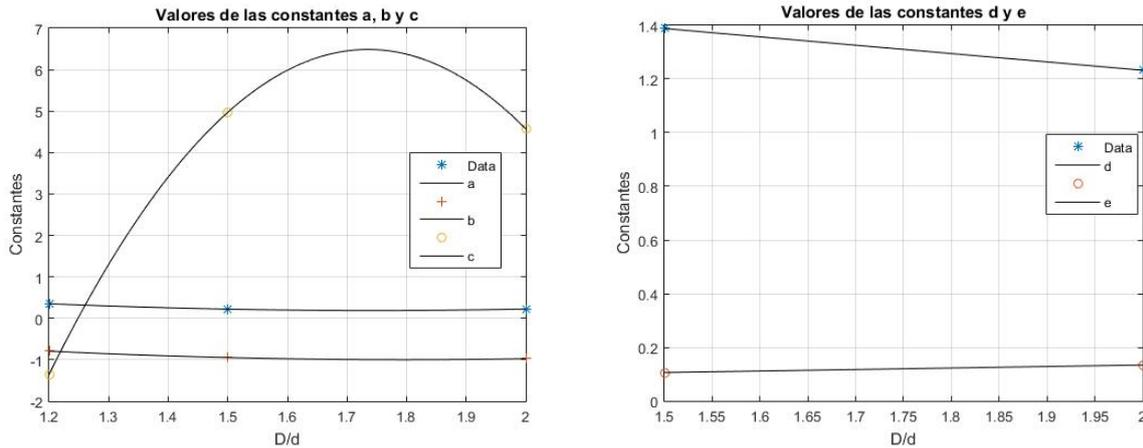 Valores de las constantes a, b y c
Constantes
7
6
5
4
3
2
1
0
-1
-2
1.2
1.3
1.4
1.5
1.6
1.7
1.8
1.9
2
D/d
Data
a
b
c
Valores de las constantes d y e
Constantes
1.4
1.2
1
0.8
0.6
0.4
0.2
0
1.5
1.55
1.6
1.65
1.7
1.75
1.8
1.85
1.9
1.95
2
D/d
Data
d
e